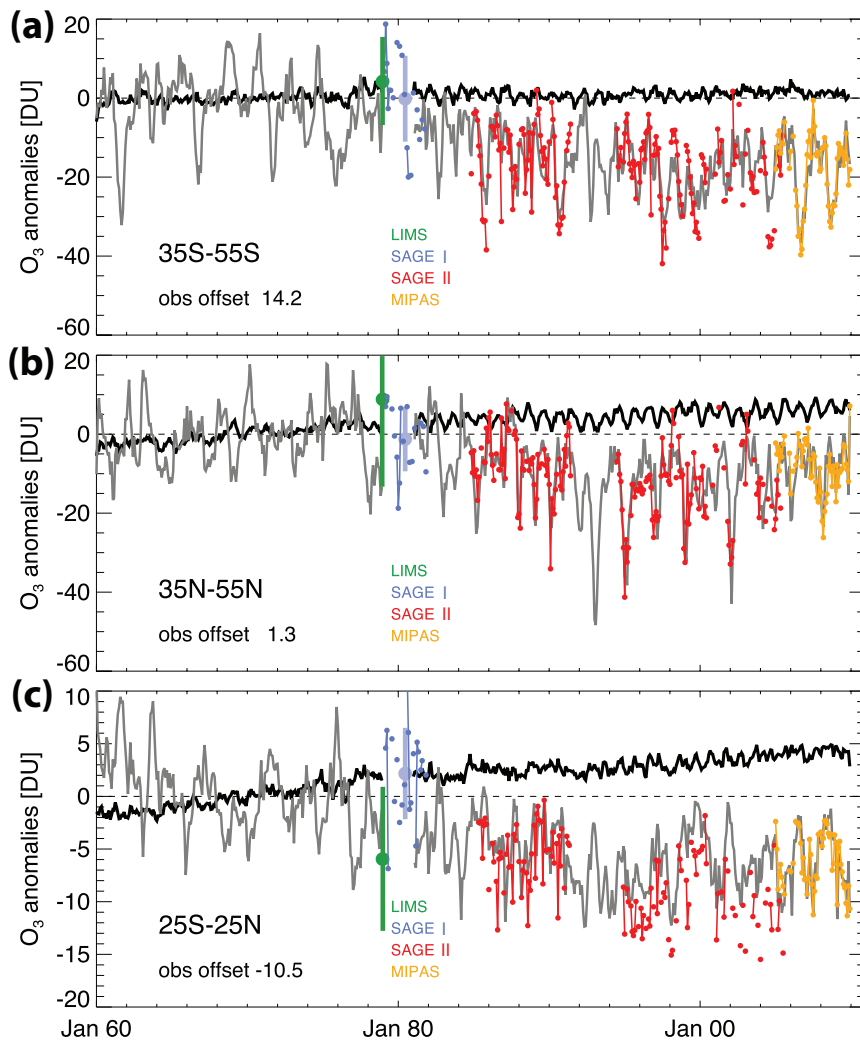 (a)
O3 anomalies [DU]
20
0
-20
-40
-60
35S-55S
obs offset 14.2
LIMS
SAGE I
SAGE II
MIPAS
(b)
O3 anomalies [DU]
20
0
-20
-40
-60
35N-55N
obs offset 1.3
LIMS
SAGE I
SAGE II
MIPAS
(c)
O3 anomalies [DU]
10
5
0
-5
-10
-15
-20
25S-25N
obs offset -10.5
LIMS
SAGE I
SAGE II
MIPAS
Jan 60
Jan 80
Jan 00